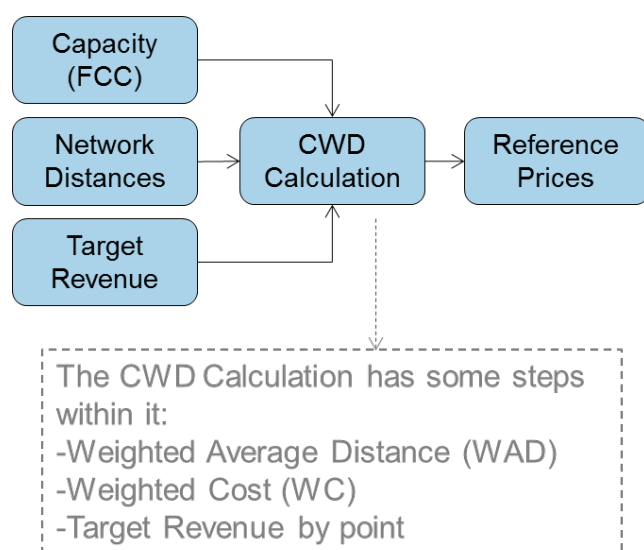 Capacity
(FCC)
Network
Distances
CWD
Calculation
Reference
Prices
Target
Revenue
The CWD Calculation has some steps
within it:
-Weighted Average Distance (WAD)
-Weighted Cost (WC)
-Target Revenue by point